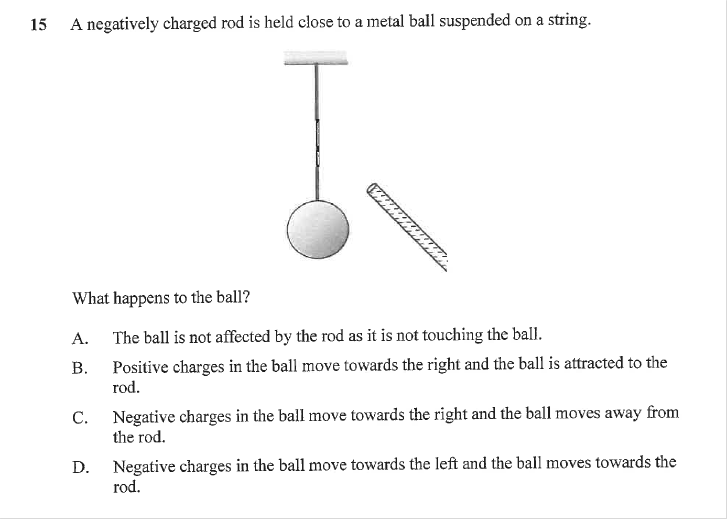 15 A negatively charged rod is held close to a metal ball suspended on a string.
What happens to the ball?
A. The ball is not affected by the rod as it is not touching the ball.
B. Positive charges in the ball move towards the right and the ball is attracted to the
rod.
C. Negative charges in the ball move towards the right and the ball moves away from
the rod.
D. Negative charges in the ball move towards the left and the ball moves towards the
rod.